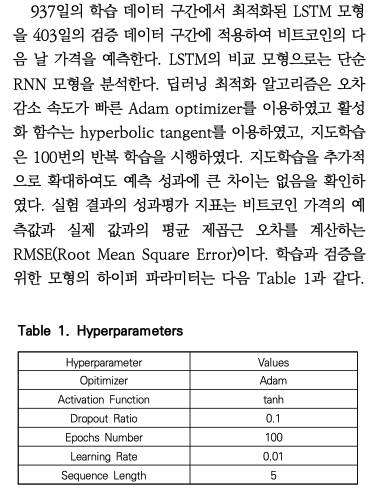 937일의 학습 데이터 구간에서 최적화된 LSTM 모형
을 403일의 검증 데이터 구간에 적용하여 비트코인의 다
음 날 가격을 예측한다. LSTM의 비교 모형으로는 단순
RNN 모형을 분석한다. 딥러닝 최적화 알고리즘은 오차
감소 속도가 빠른 Adam optimizer를 이용하였고 활성
화 함수는 hyperbolic tangent를 이용하였고, 지도학습
은 100번의 반복 학습을 시행하였다. 지도학습을 추가적
으로 확대하여도 예측 성과에 큰 차이는 없음을 확인하
였다. 실험 결과의 성과평가 지표는 비트코인 가격의 예
측값과 실제 값과의 평균 제곱근 오차를 계산하는
RMSE(Root Mean Square Error)이다. 학습과 검증을
위한 모형의 하이퍼 파라미터는 다음 Table 1과 같다.
Table 1. Hyperparameters
Hyperparameter Values
Opitimizer Adam
Activation Function tanh
Dropout Ratio 0.1
Epochs Number 100
Learning Rate 0.01
Sequence Length 5